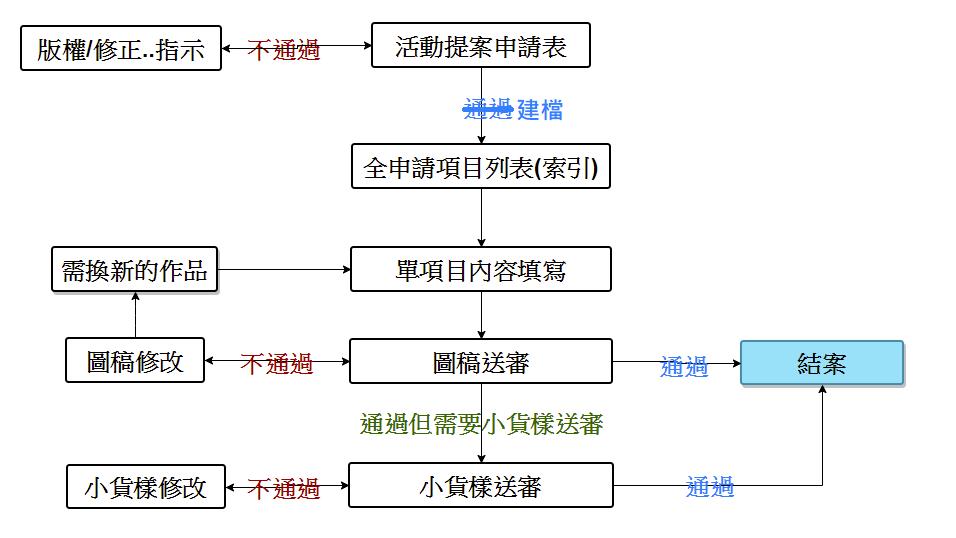 版權/修正..指示
不通過
活動提案申請表
通過 建檔
全申請項目列表(索引)
需換新的作品
單項目內容填寫
圖稿修改
不通過
圖稿送審
通過
結案
通過但需要小貨樣送審
小貨樣修改
不通過
小貨樣送審
通過